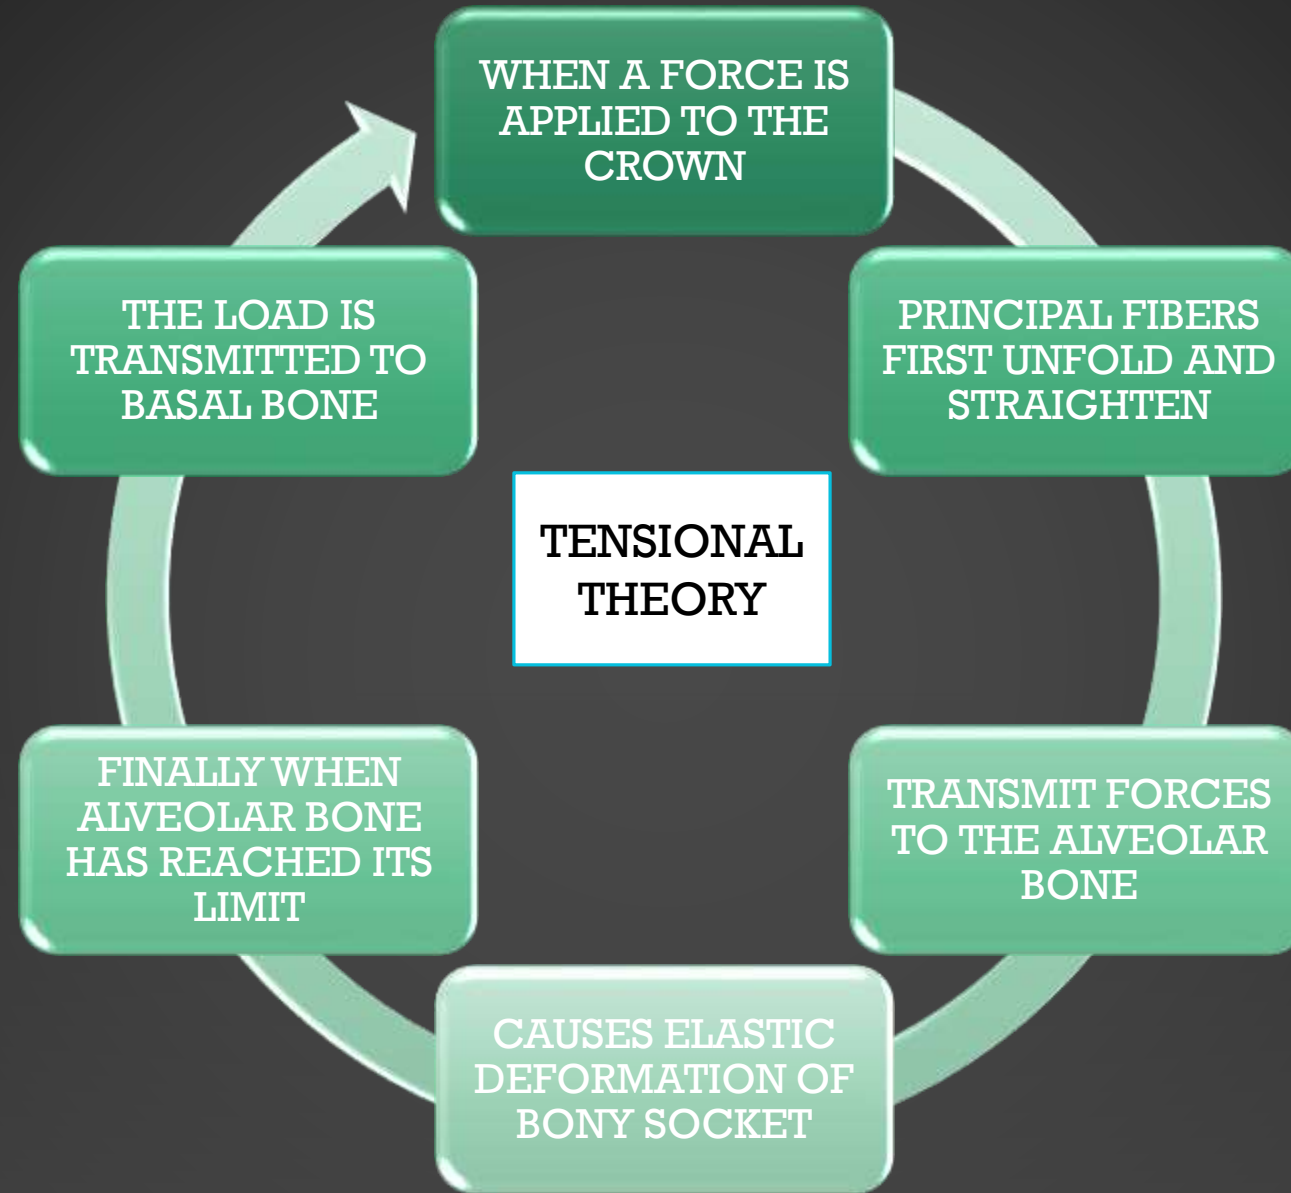 WHEN A FORCE IS
APPLIED TO THE
CROWN
PRINCIPAL FIBERS
FIRST UNFOLD AND
STRAIGHTEN
TRANSMIT FORCES
TO THE ALVEOLAR
BONE
CAUSES ELASTIC
DEFORMATION OF
BONY SOCKET
FINALLY WHEN
ALVEOLAR BONE
HAS REACHED ITS
LIMIT
THE LOAD IS
TRANSMITTED TO
BASAL BONE
TENSIONAL
THEORY